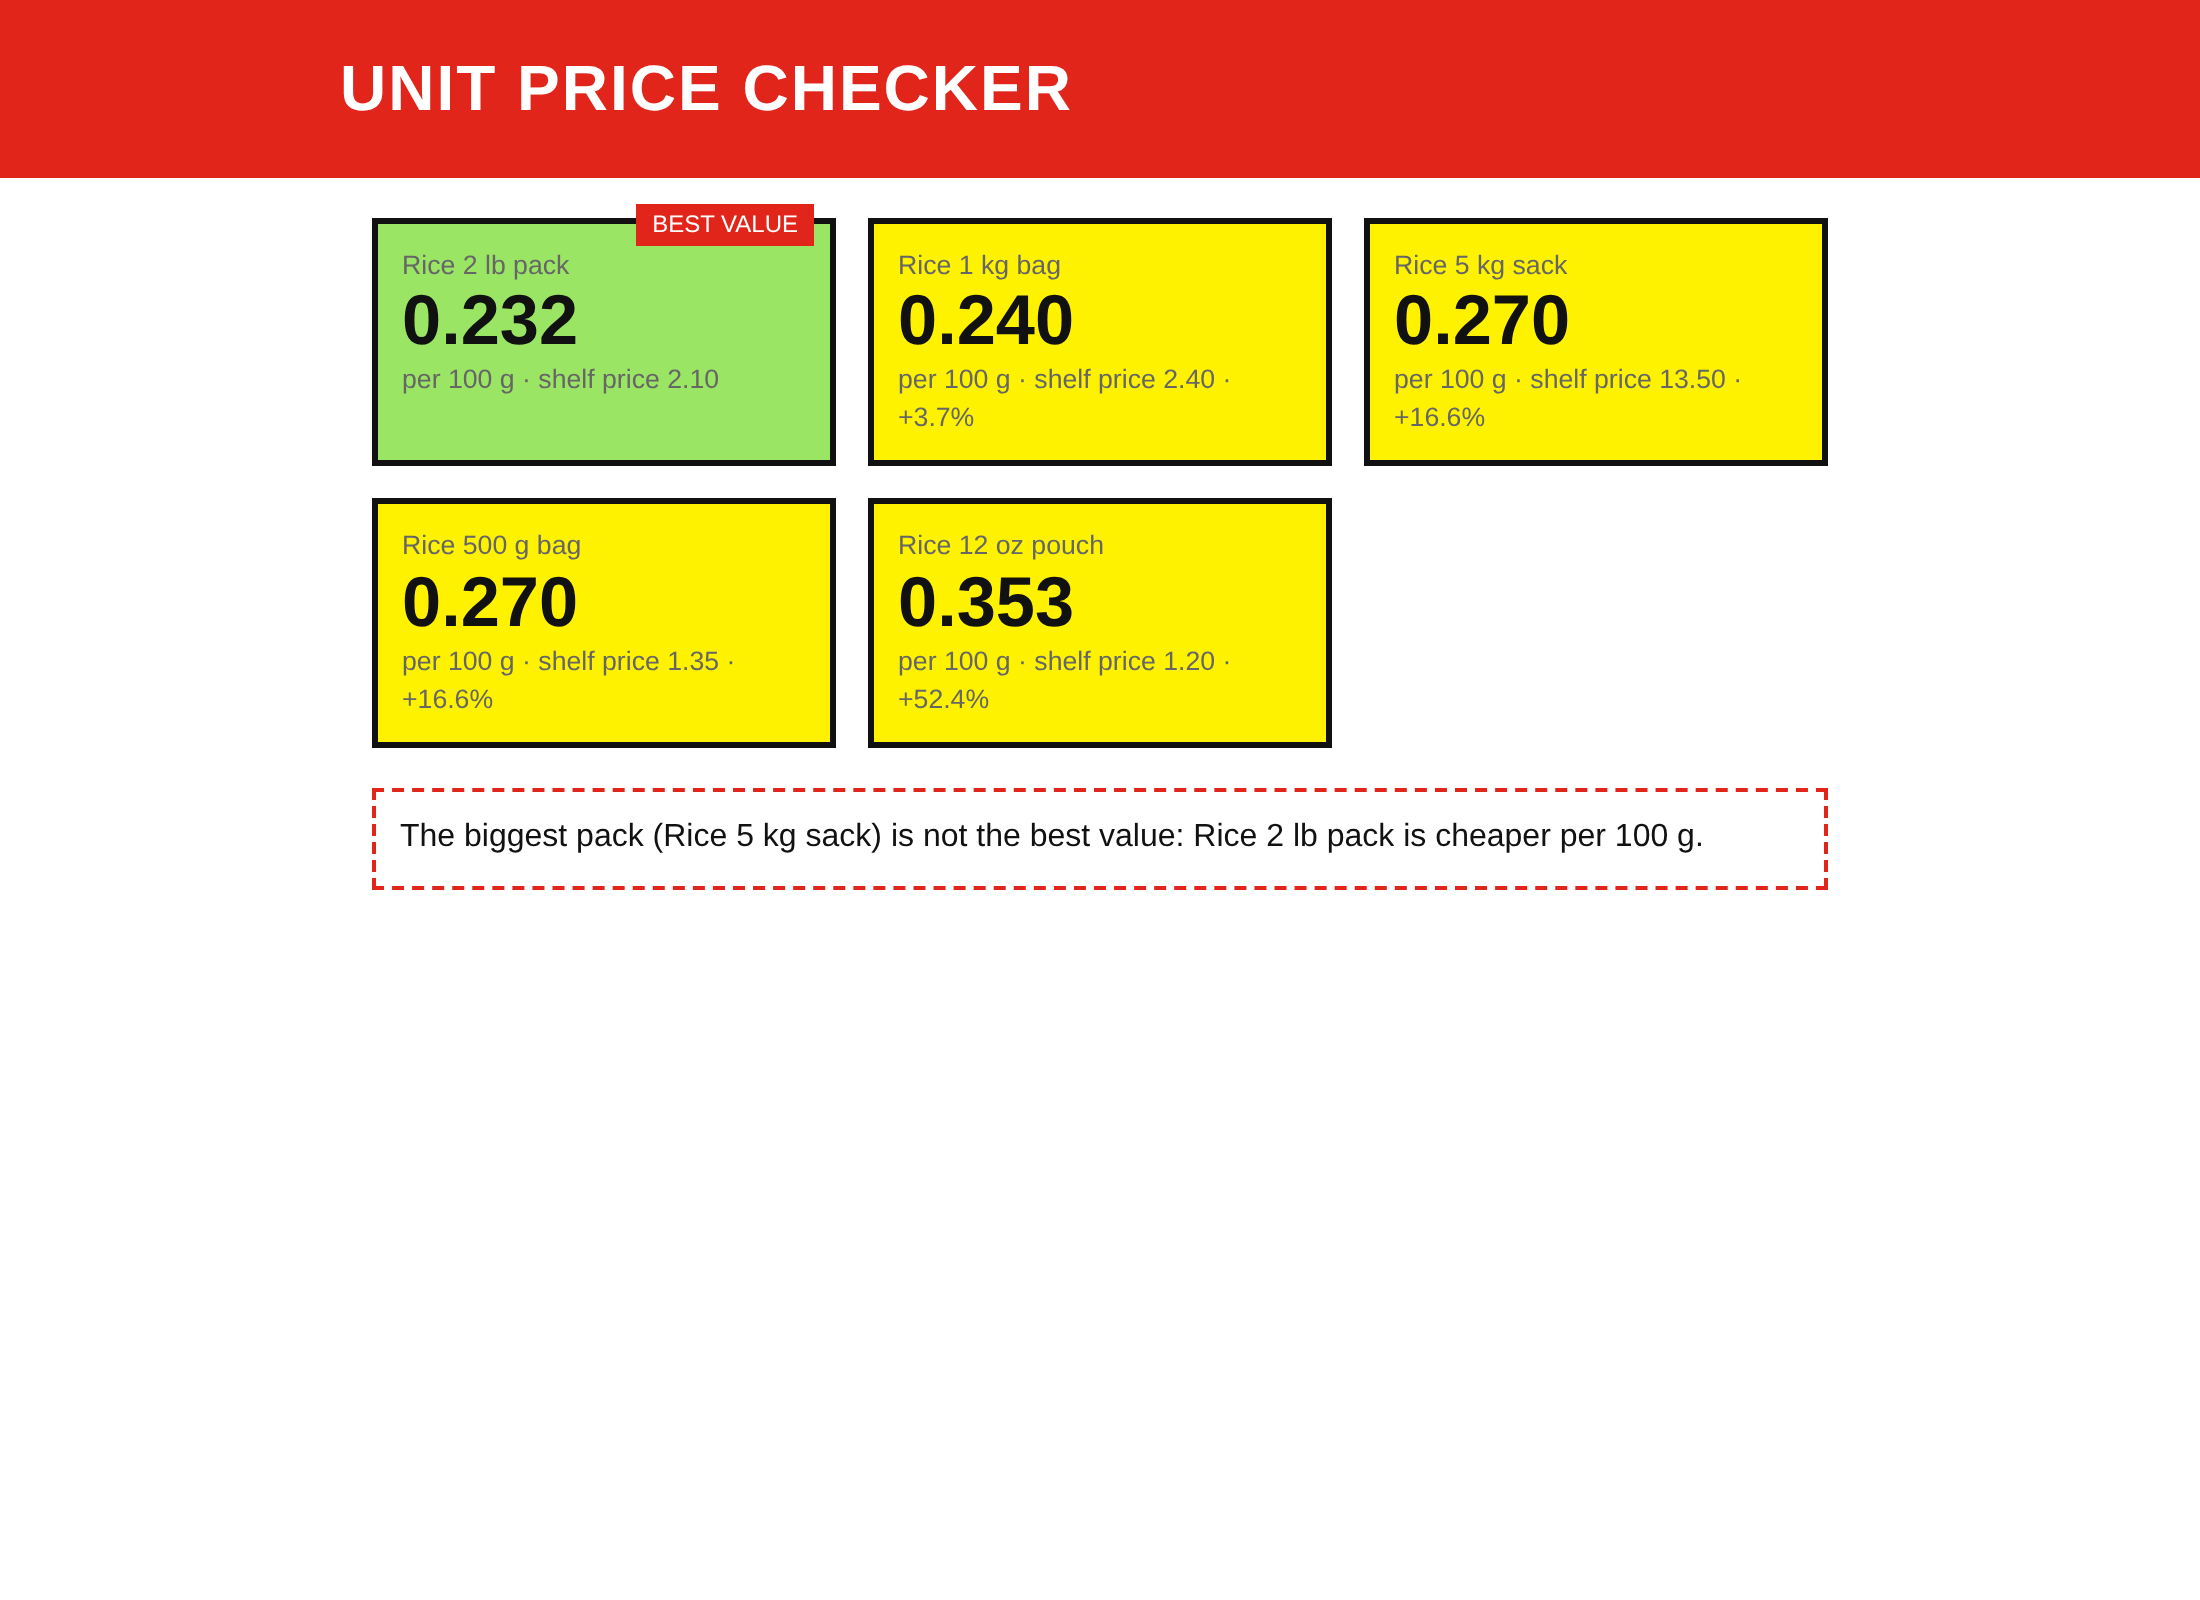 UNIT PRICE CHECKER
BEST VALUE
Rice 2 lb pack
0.232
per 100 g · shelf price 2.10
Rice 1 kg bag
0.240
per 100 g · shelf price 2.40 ·
+3.7%
Rice 5 kg sack
0.270
per 100 g · shelf price 13.50 ·
+16.6%
Rice 500 g bag
0.270
per 100 g · shelf price 1.35 ·
+16.6%
Rice 12 oz pouch
0.353
per 100 g · shelf price 1.20 ·
+52.4%
The biggest pack (Rice 5 kg sack) is not the best value: Rice 2 lb pack is cheaper per 100 g.